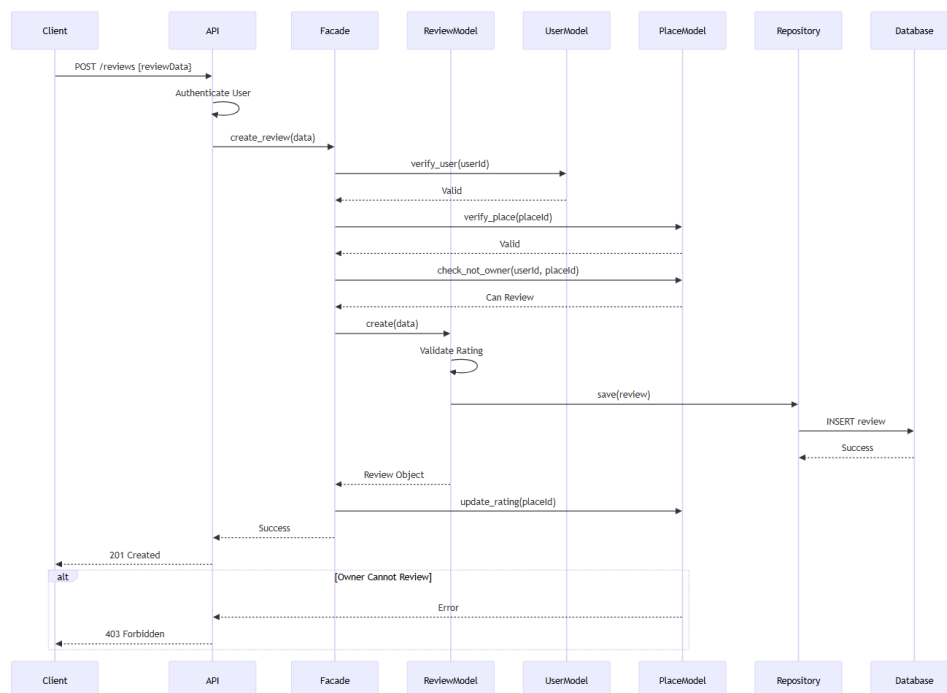 Client API Facade ReviewModel UserModel PlaceModel Repository Database
POST /reviews {reviewData}
Authenticate User
create_review(data)
verify_user(userId)
Valid
verify_place(placeId)
Valid
check_not_owner(userId, placeId)
Can Review
create(data)
Validate Rating
save(review)
INSERT review
Success
Review Object
update_rating(placeId)
Success
201 Created
alt [Owner Cannot Review]
Error
403 Forbidden
Client API Facade ReviewModel UserModel PlaceModel Repository Database